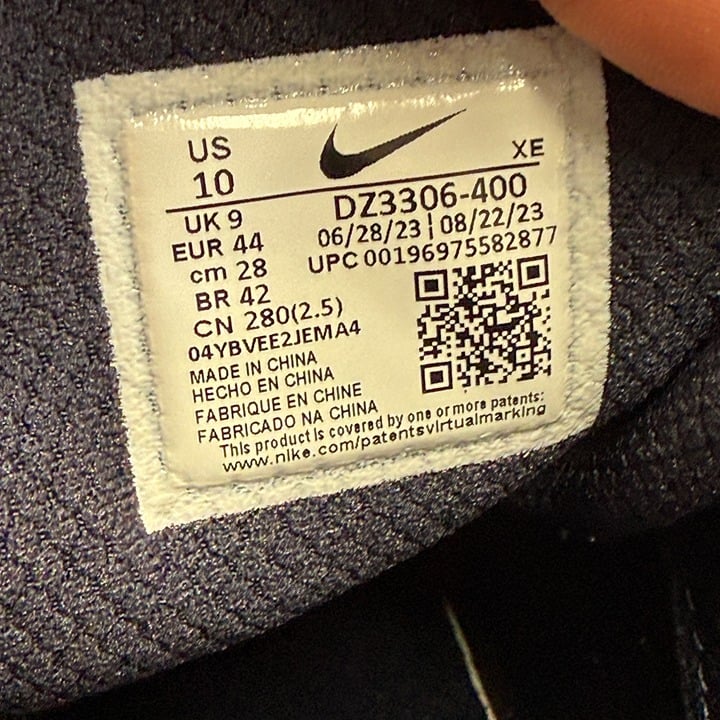 US
10
XE
UK 9
EUR 44
cm 28
BR 42
CN 280(2.5)
04YBVEE2JEMA4
DZ3306-400
06/28/23 | 08/22/23
UPC 00196975582877
MADE IN CHINA
HECHO EN CHINA
FABRIQUE EN CHINE
FABRICADO NA CHINA
This product is covered by one or more patents:
www.nike.com/patentsvirtualmarking